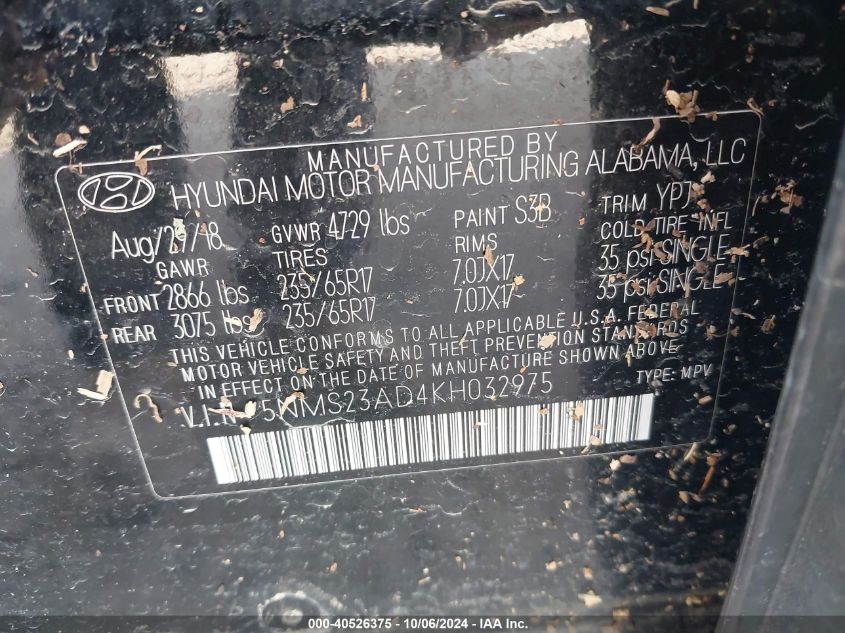 MANUFACTURED BY
HYUNDAI MOTOR MANUFACTURING ALABAMA, LLC
Aug/29/18 GVWR 4729 lbs PAINT S3B TRIM YPJ
GAWR TIRES RIMS COLD TIRE INFL
FRONT 2866 lbs 235/65R17 7.0JX17 35 psi SINGLE
REAR 3075 lbs 235/65R17 7.0JX17 35 psi SINGLE
THIS VEHICLE CONFORMS TO ALL APPLICABLE U.S.A. FEDERAL
MOTOR VEHICLE SAFETY AND THEFT PREVENTION STANDARDS
IN EFFECT ON THE DATE OF MANUFACTURE SHOWN ABOVE
V.I.N 5NMS23AD4KH032975 TYPE: MPV
000-40526375 - 10/06/2024 - IAA Inc.